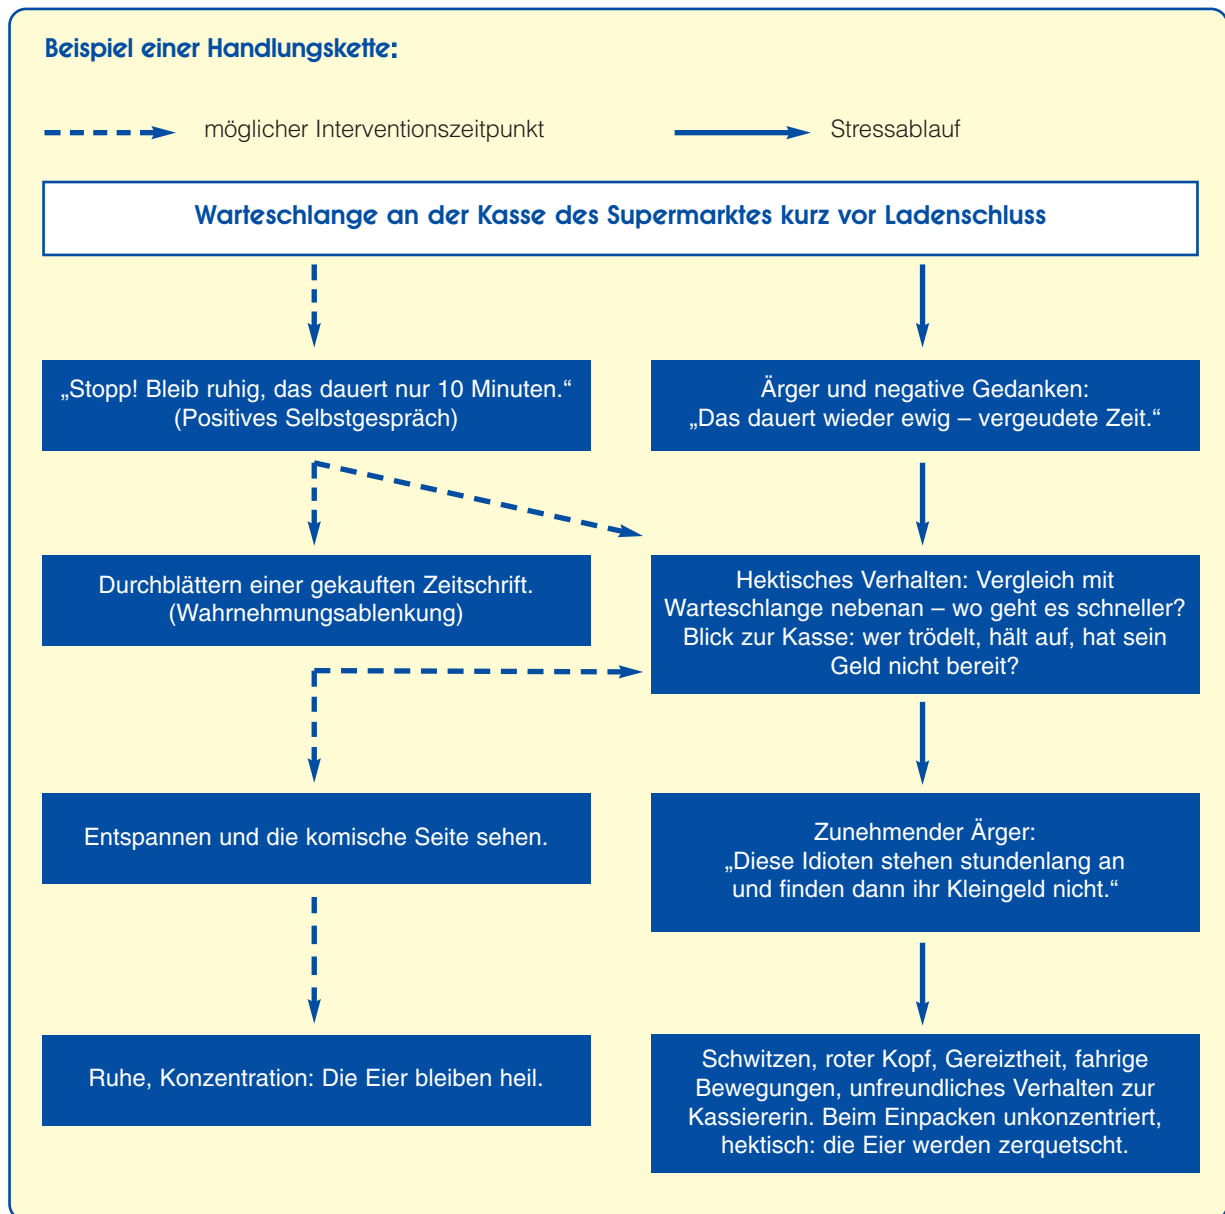 Beispiel einer Handlungskette:
möglicher Interventionszeitpunkt
Stressablauf
Warteschlange an der Kasse des Supermarktes kurz vor Ladenschluss
„Stopp! Bleib ruhig, das dauert nur 10 Minuten.“
(Positives Selbstgespräch)
Ärger und negative Gedanken:
„Das dauert wieder ewig – vergeudete Zeit.“
Durchblättern einer gekauften Zeitschrift.
(Wahrnehmungsablenkung)
Hektisches Verhalten: Vergleich mit
Warteschlange nebenan – wo geht es schneller?
Blick zur Kasse: wer trödelt, hält auf, hat sein
Geld nicht bereit?
Entspannen und die komische Seite sehen.
Zunehmender Ärger:
„Diese Idioten stehen stundenlang an
und finden dann ihr Kleingeld nicht.“
Ruhe, Konzentration: Die Eier bleiben heil.
Schwitzen, roter Kopf, Gereiztheit, fahrige
Bewegungen, unfreundliches Verhalten zur
Kassiererin. Beim Einpacken unkonzentriert,
hektisch: die Eier werden zerquetscht.